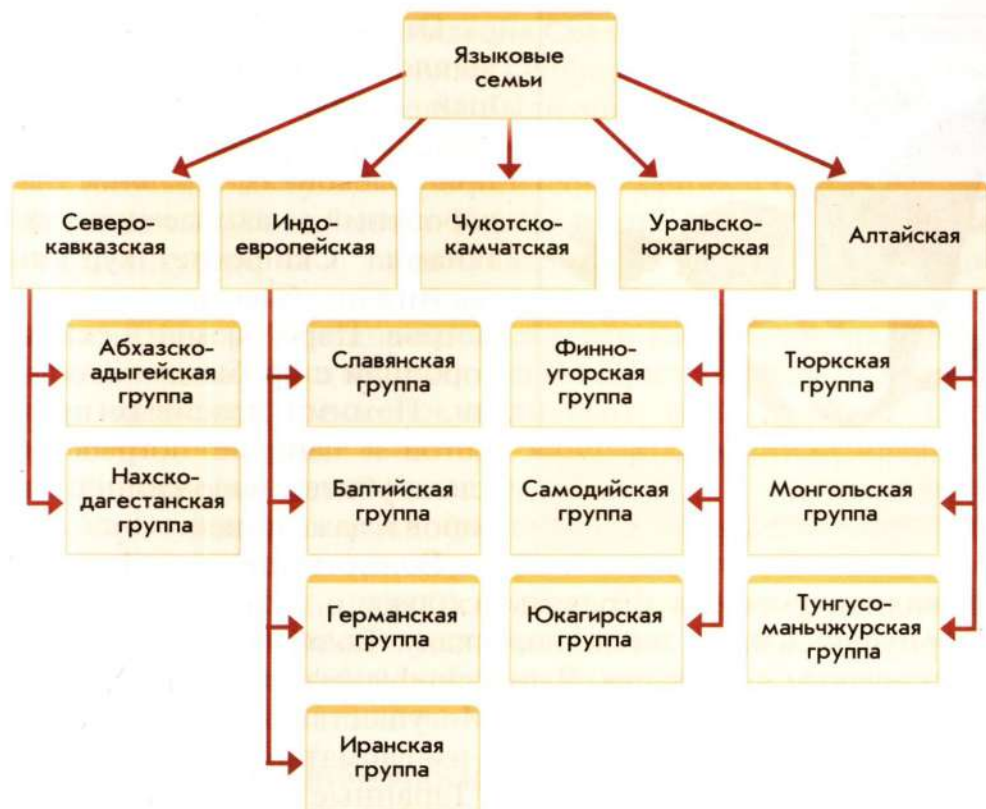 Языковые
семьи
Северо-
кавказская
Индо-
европейская
Чукотско-
камчатская
Уральско-
юкагирская
Алтайская
Абхазско-
адыгейская
группа
Нахско-
дагестанская
группа
Славянская
группа
Балтийская
группа
Германская
группа
Иранская
группа
Финно-
угорская
группа
Самодийская
группа
Юкагирская
группа
Тюркская
группа
Монгольская
группа
Тунгусо-
маньчжурская
группа